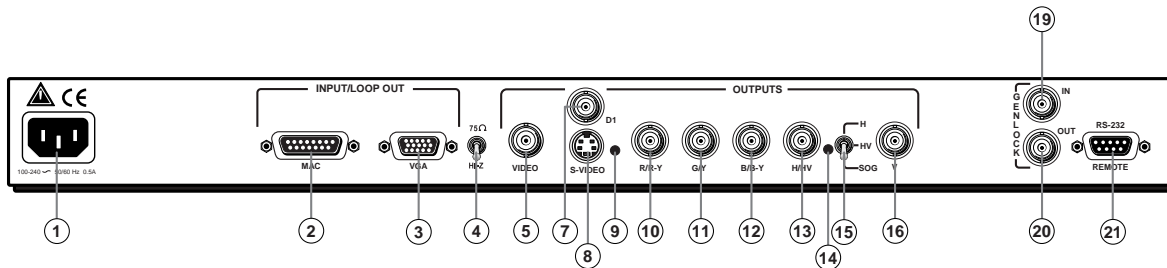 19
INPUT/LOOP OUT
OUTPUTS
IN
GENLOCK
OUT
RS-232
REMOTE
CE
100-240 50/60 Hz 0.5A
MAC
VGA
75Ω
HI-Z
VIDEO
D1
S-VIDEO
R/R-Y
G/Y
B/B-Y
H/HV
H
HV
SOG
V
1
2
3
4
5
7
8
9
10
11
12
13
14
15
16
20
21